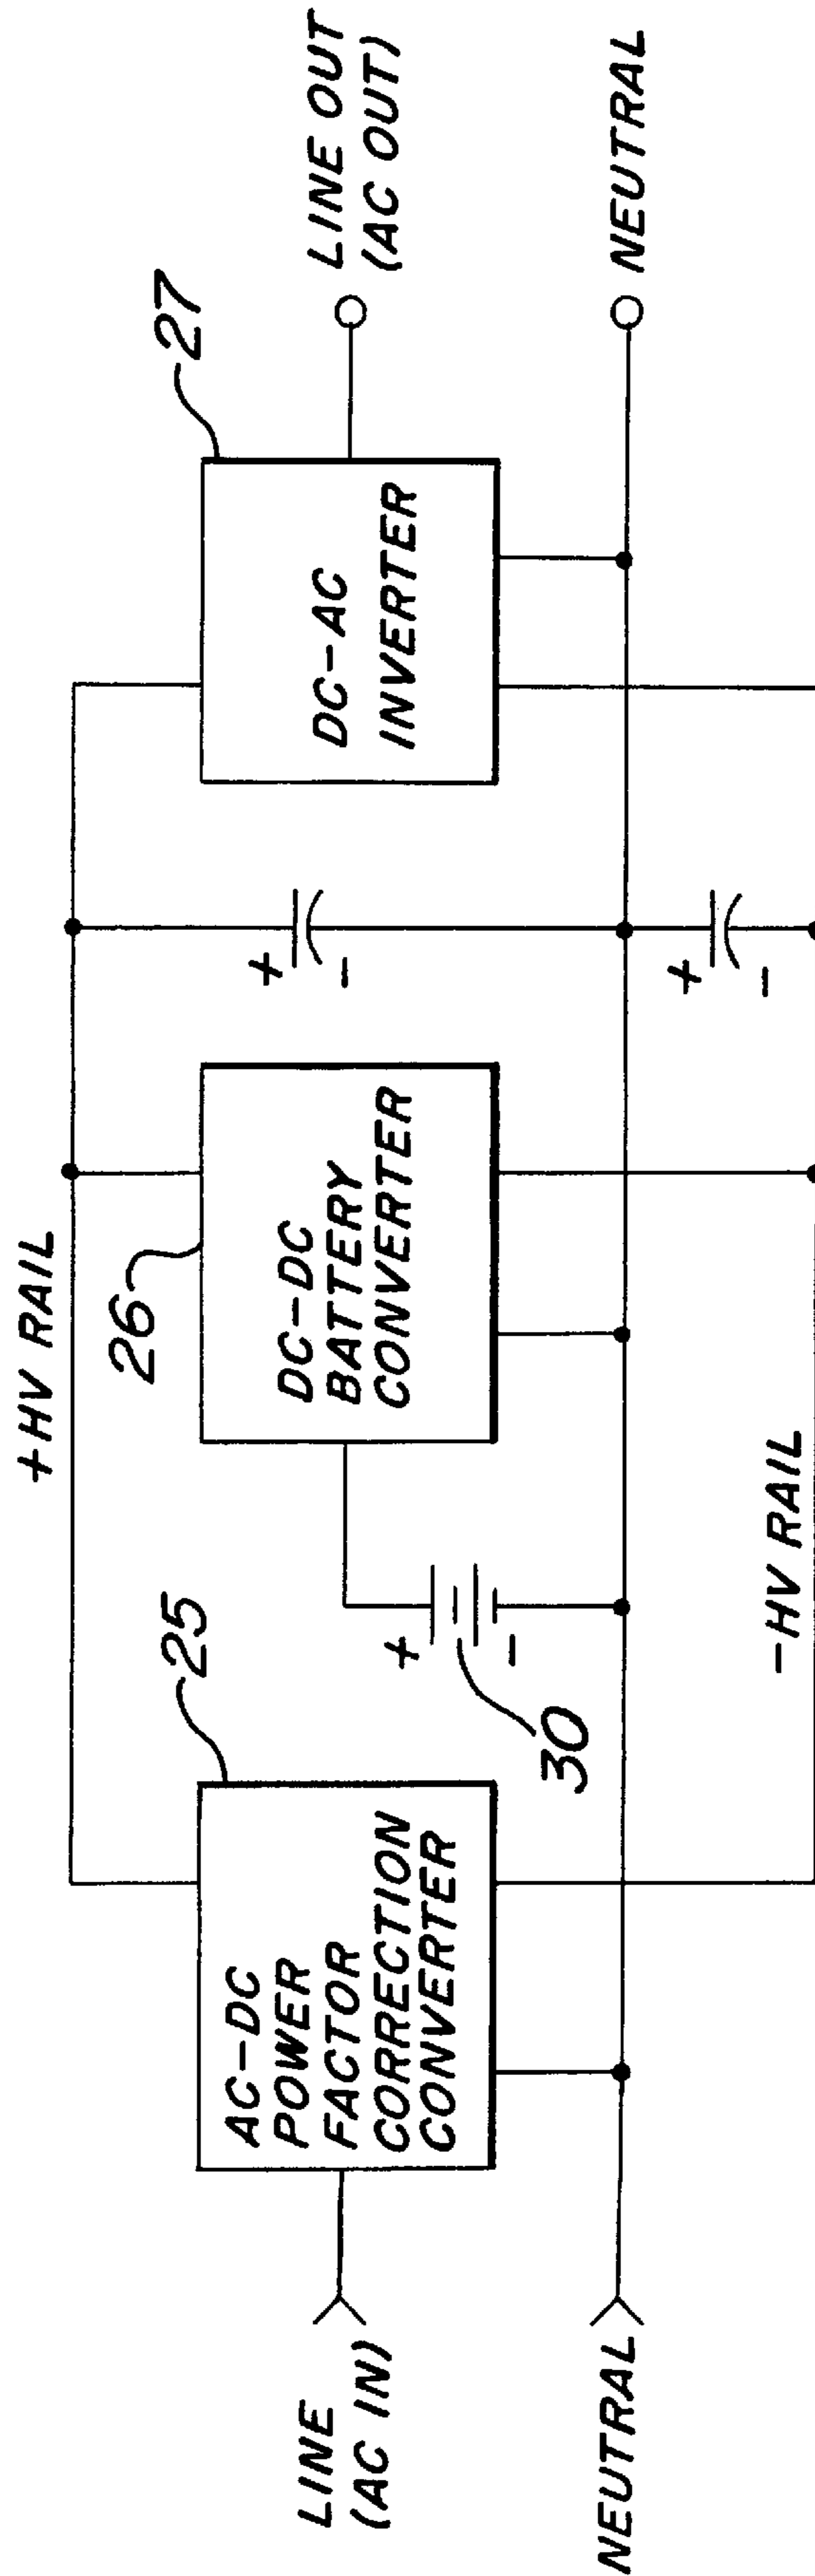 LINE
(AC IN)
NEUTRAL
AC-DC
POWER
FACTOR
CORRECTION
CONVERTER
25
+HV RAIL
-HV RAIL
+
-
30
26
DC-DC
BATTERY
CONVERTER
+
-
+
-
27
DC-AC
INVERTER
LINE OUT
(AC OUT)
NEUTRAL